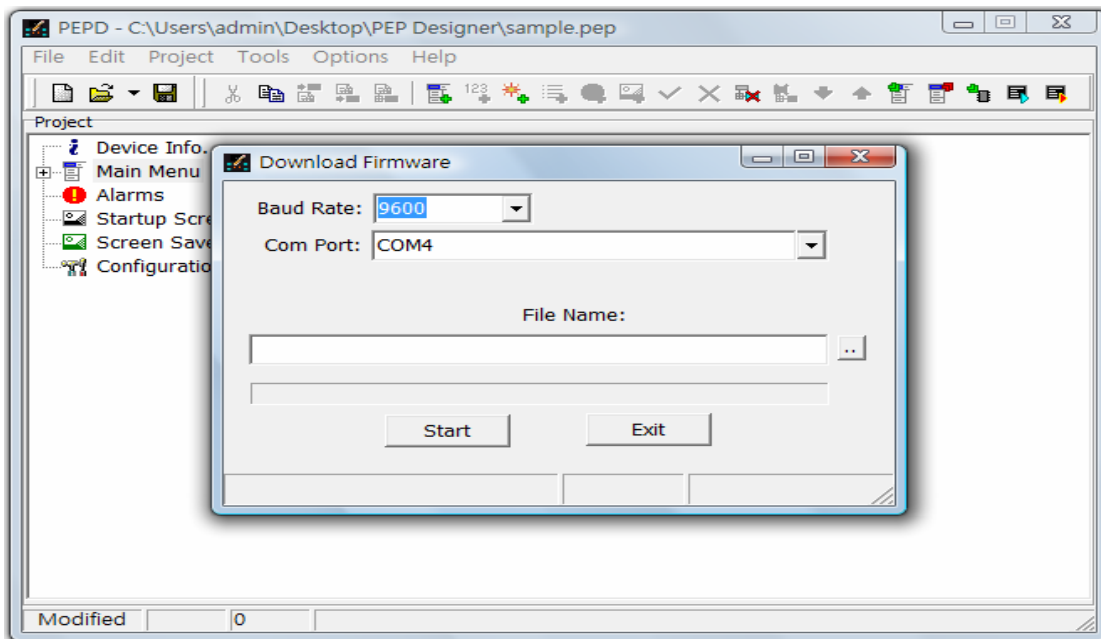 PEPD - C:\Users\admin\Desktop\PEP Designer\sample.pep
File Edit Project Tools Options Help
123
Project
Device Info.
Main Menu
Alarms
Startup Scre
Screen Save
Configuratio
Download Firmware
Baud Rate: 9600
Com Port: COM4
File Name:
..
Start Exit
Modified 0